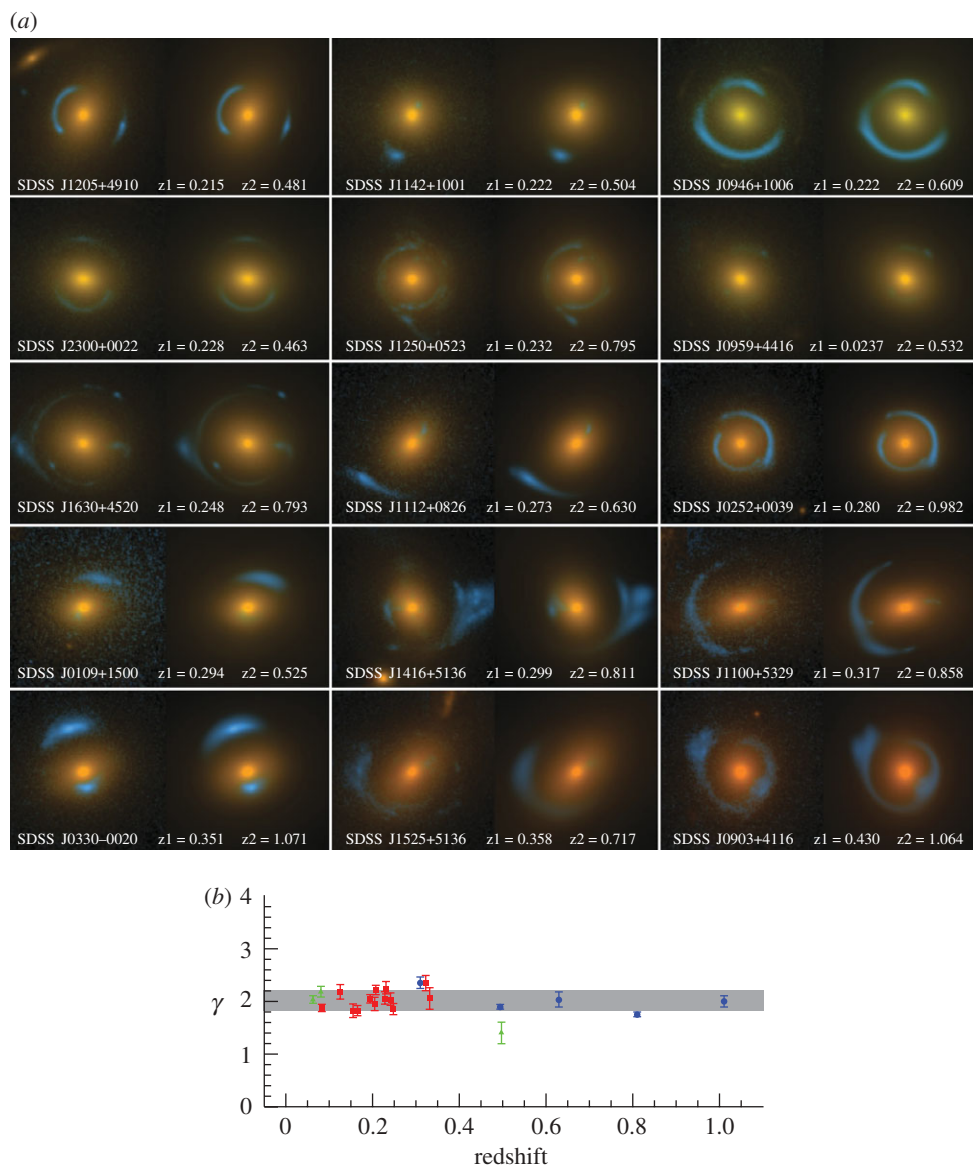 (a)
SDSS J1205+4910 z1 = 0.215 z2 = 0.481
SDSS J1142+1001 z1 = 0.222 z2 = 0.504
SDSS J0946+1006 z1 = 0.222 z2 = 0.609
SDSS J2300+0022 z1 = 0.228 z2 = 0.463
SDSS J1250+0523 z1 = 0.232 z2 = 0.795
SDSS J0959+4416 z1 = 0.0237 z2 = 0.532
SDSS J1630+4520 z1 = 0.248 z2 = 0.793
SDSS J1112+0826 z1 = 0.273 z2 = 0.630
SDSS J0252+0039 z1 = 0.280 z2 = 0.982
SDSS J0109+1500 z1 = 0.294 z2 = 0.525
SDSS J1416+5136 z1 = 0.299 z2 = 0.811
SDSS J1100+5329 z1 = 0.317 z2 = 0.858
SDSS J0330–0020 z1 = 0.351 z2 = 1.071
SDSS J1525+5136 z1 = 0.358 z2 = 0.717
SDSS J0903+4116 z1 = 0.430 z2 = 1.064
(b)
4
3
γ 2
1
0
0 0.2 0.4 0.6 0.8 1.0
redshift